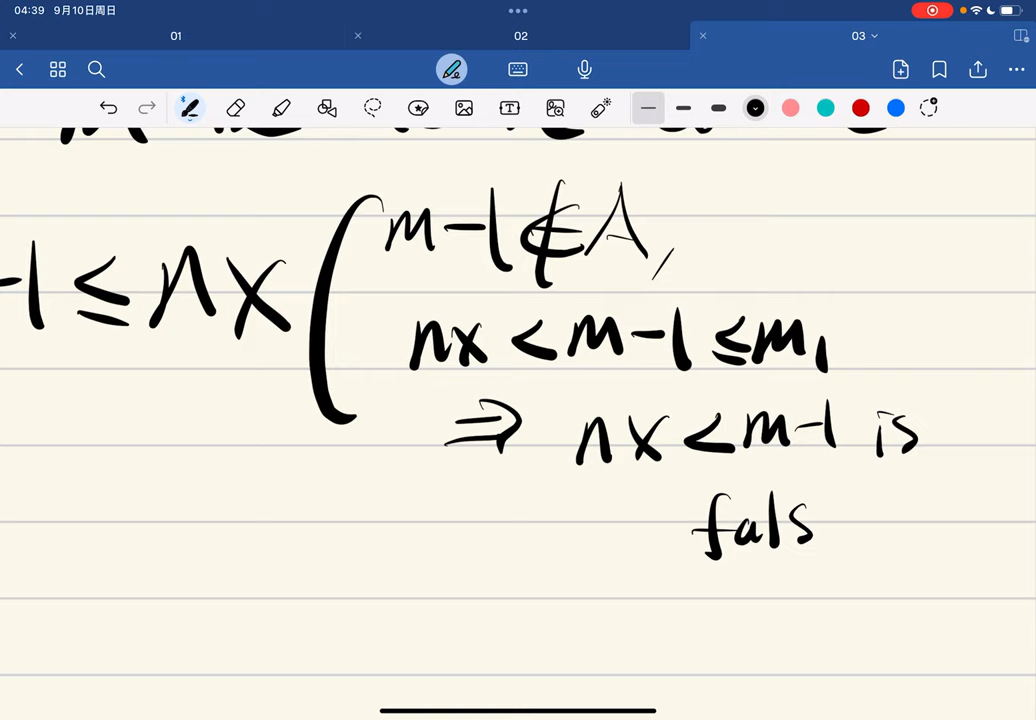 04:39 9月10日周日
01 02 03
T
m-1∉A,
-1≤nx(
nx<m-1≤m₁
⇒ nx<m-1 is
fals